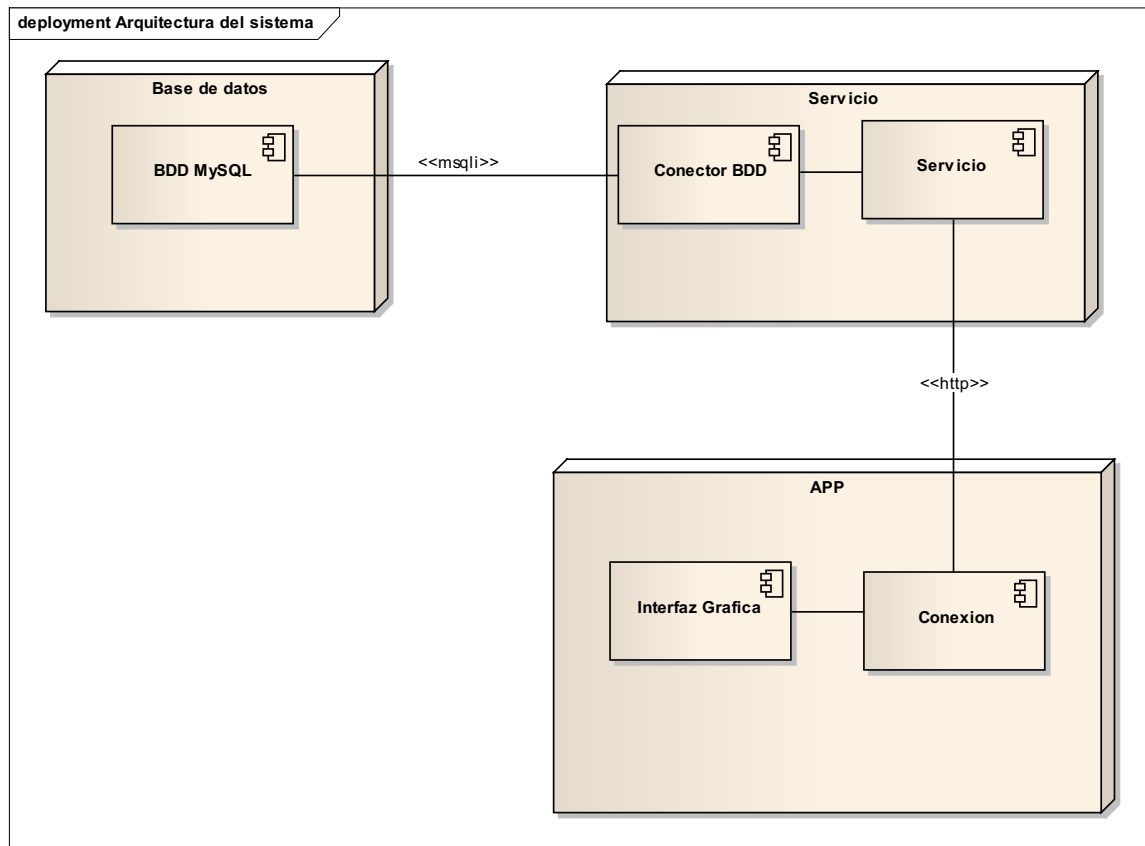 deployment Arquitectura del sistema
Base de datos
BDD MySQL
<<msqli>>
Servicio
Conector BDD
Servicio
<<http>>
APP
Interfaz Grafica
Conexion